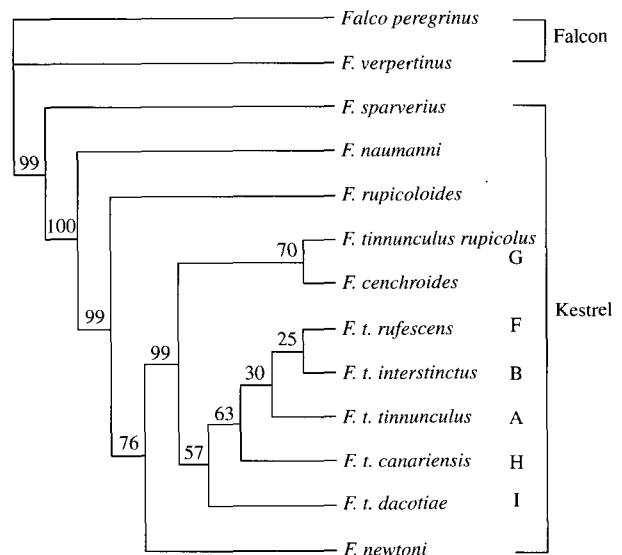 Falco peregrinus
Falcon
F. verpertinus
F. sparverius
99
F. naumanni
100
F. rupicoloides
F. tinnunculus rupicolus
70
G
F. cenchroides
Kestrel
99
F. t. rufescens F
25
99
30
F. t. interstinctus B
63
F. t. tinnunculus A
76
57
F. t. canariensis H
F. t. dacotiae I
F. newtoni